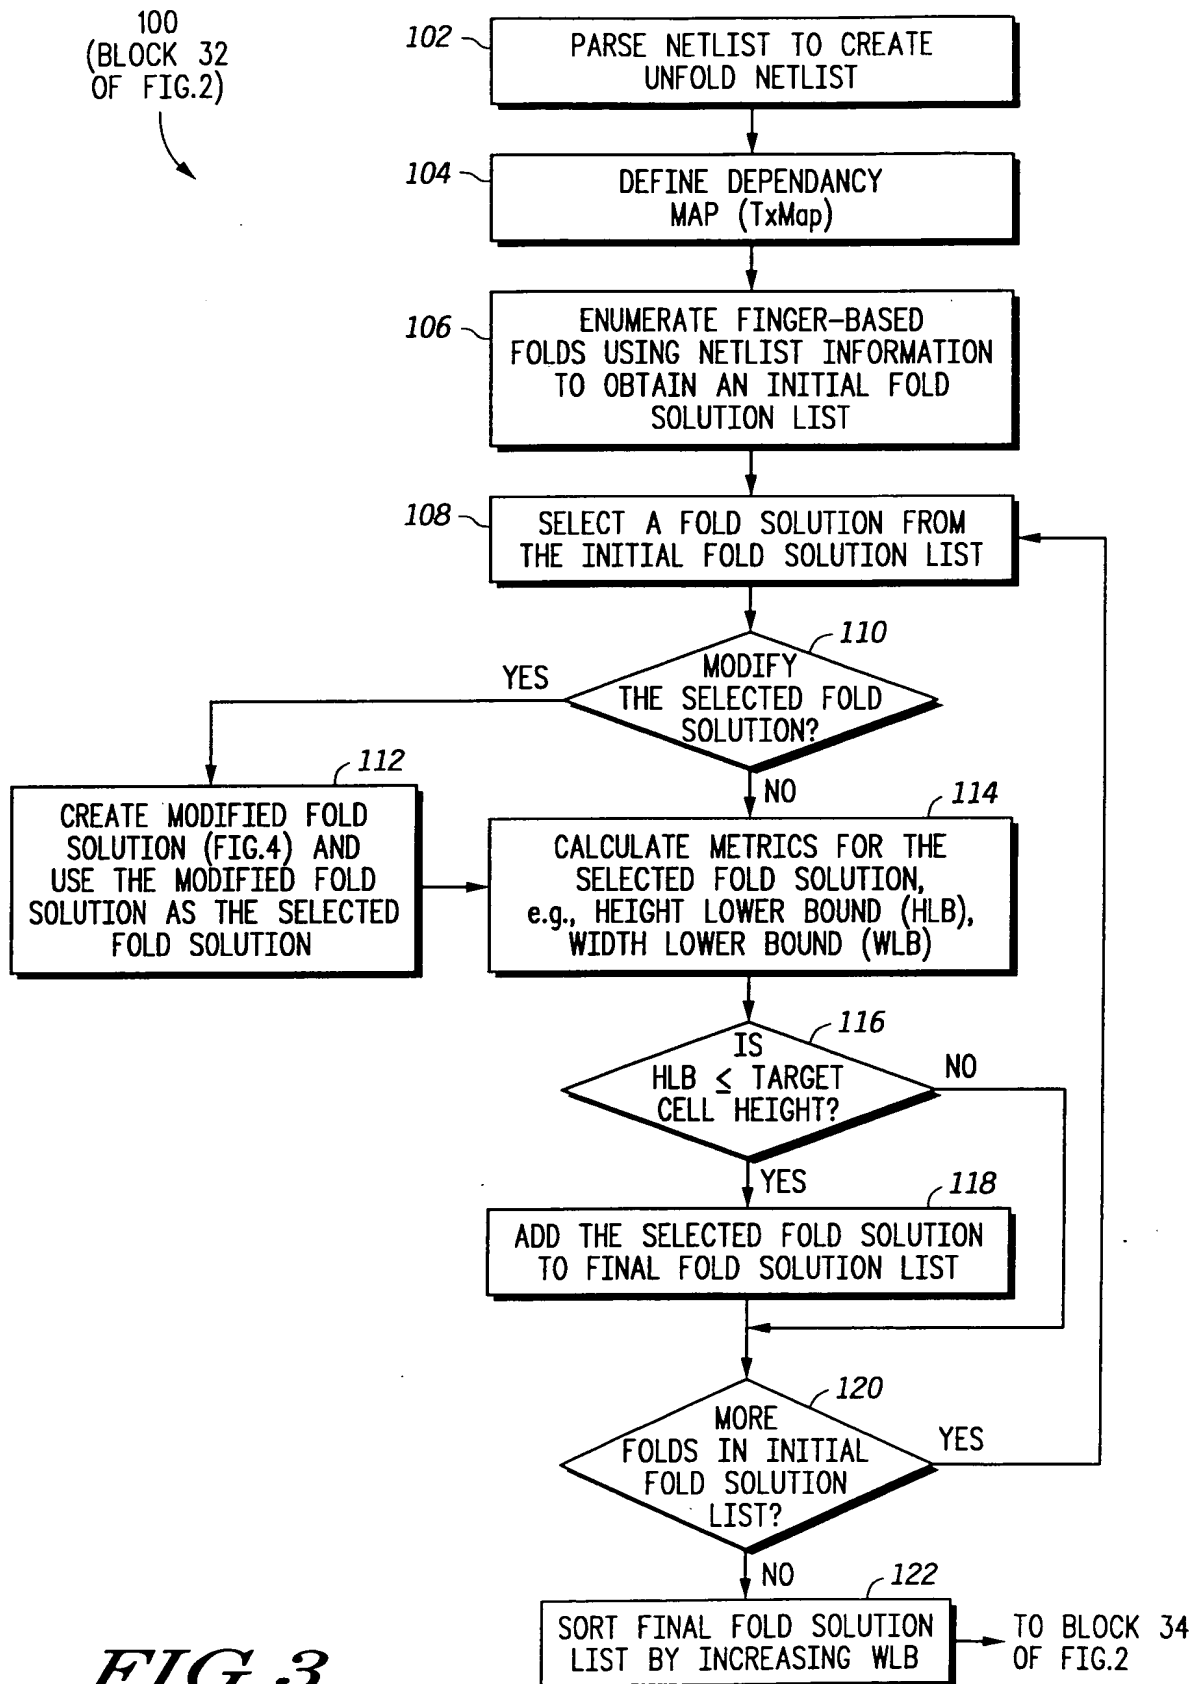 100
(BLOCK 32
OF FIG.2)
102
PARSE NETLIST TO CREATE
UNFOLD NETLIST
104
DEFINE DEPENDANCY
MAP (TxMap)
106
ENUMERATE FINGER-BASED
FOLDS USING NETLIST INFORMATION
TO OBTAIN AN INITIAL FOLD
SOLUTION LIST
108
SELECT A FOLD SOLUTION FROM
THE INITIAL FOLD SOLUTION LIST
110
MODIFY
THE SELECTED FOLD
SOLUTION?
YES
NO
112
CREATE MODIFIED FOLD
SOLUTION (FIG.4) AND
USE THE MODIFIED FOLD
SOLUTION AS THE SELECTED
FOLD SOLUTION
114
CALCULATE METRICS FOR THE
SELECTED FOLD SOLUTION,
e.g., HEIGHT LOWER BOUND (HLB),
WIDTH LOWER BOUND (WLB)
116
IS
HLB ≤ TARGET
CELL HEIGHT?
NO
YES
118
ADD THE SELECTED FOLD SOLUTION
TO FINAL FOLD SOLUTION LIST
120
MORE
FOLDS IN INITIAL
FOLD SOLUTION
LIST?
YES
NO
122
SORT FINAL FOLD SOLUTION
LIST BY INCREASING WLB
TO BLOCK 34
OF FIG.2
FIG.3